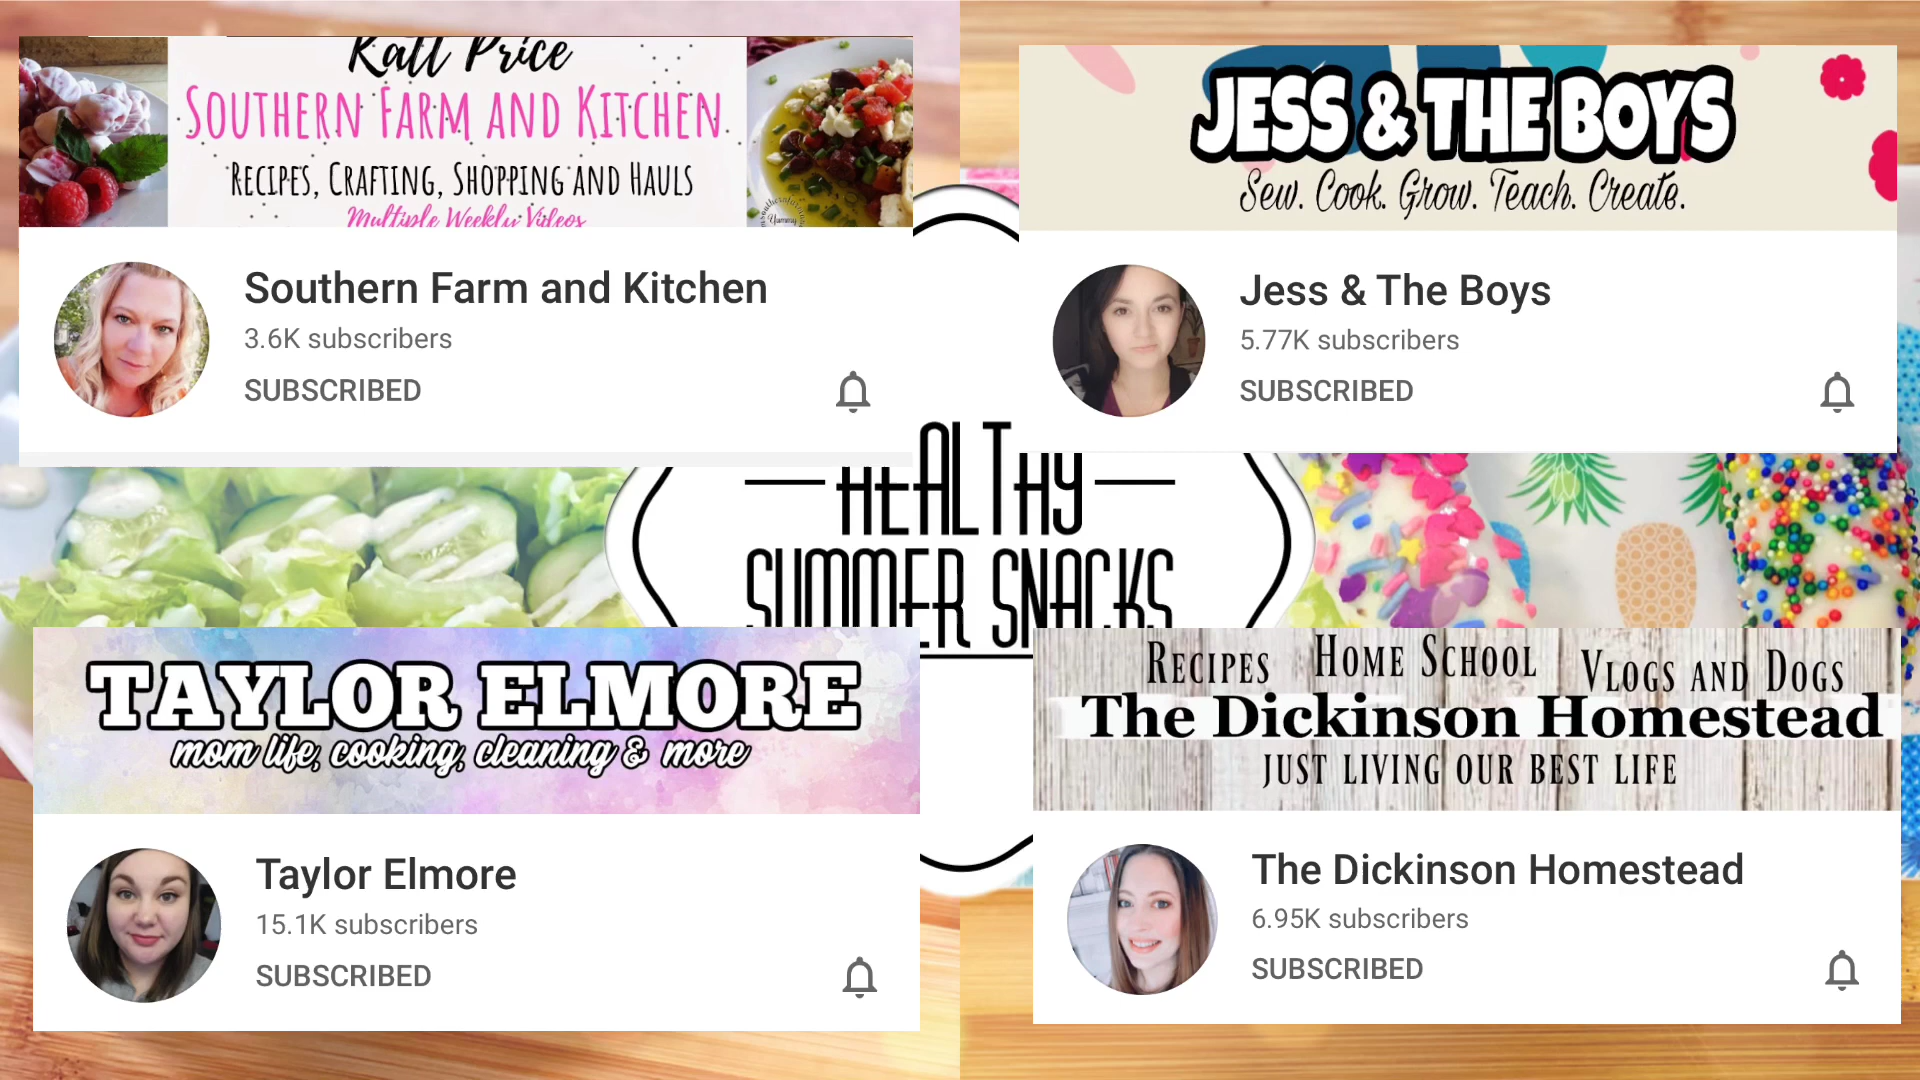 Kati Price
SOUTHERN FARM AND KITCHEN
RECIPES, CRAFTING, SHOPPING AND HAULS
Multiple Weekly Videos
Yummy
Southern Farm and Kitchen
3.6K subscribers
SUBSCRIBED
JESS & THE BOYS
Sew. Cook. Grow. Teach. Create.
Jess & The Boys
5.77K subscribers
SUBSCRIBED
HEALTHY
SUMMER SNACKS
TAYLOR ELMORE
mom life, cooking, cleaning & more
Taylor Elmore
15.1K subscribers
SUBSCRIBED
RECIPES HOME SCHOOL VLOGS AND DOGS
The Dickinson Homestead
JUST LIVING OUR BEST LIFE
The Dickinson Homestead
6.95K subscribers
SUBSCRIBED